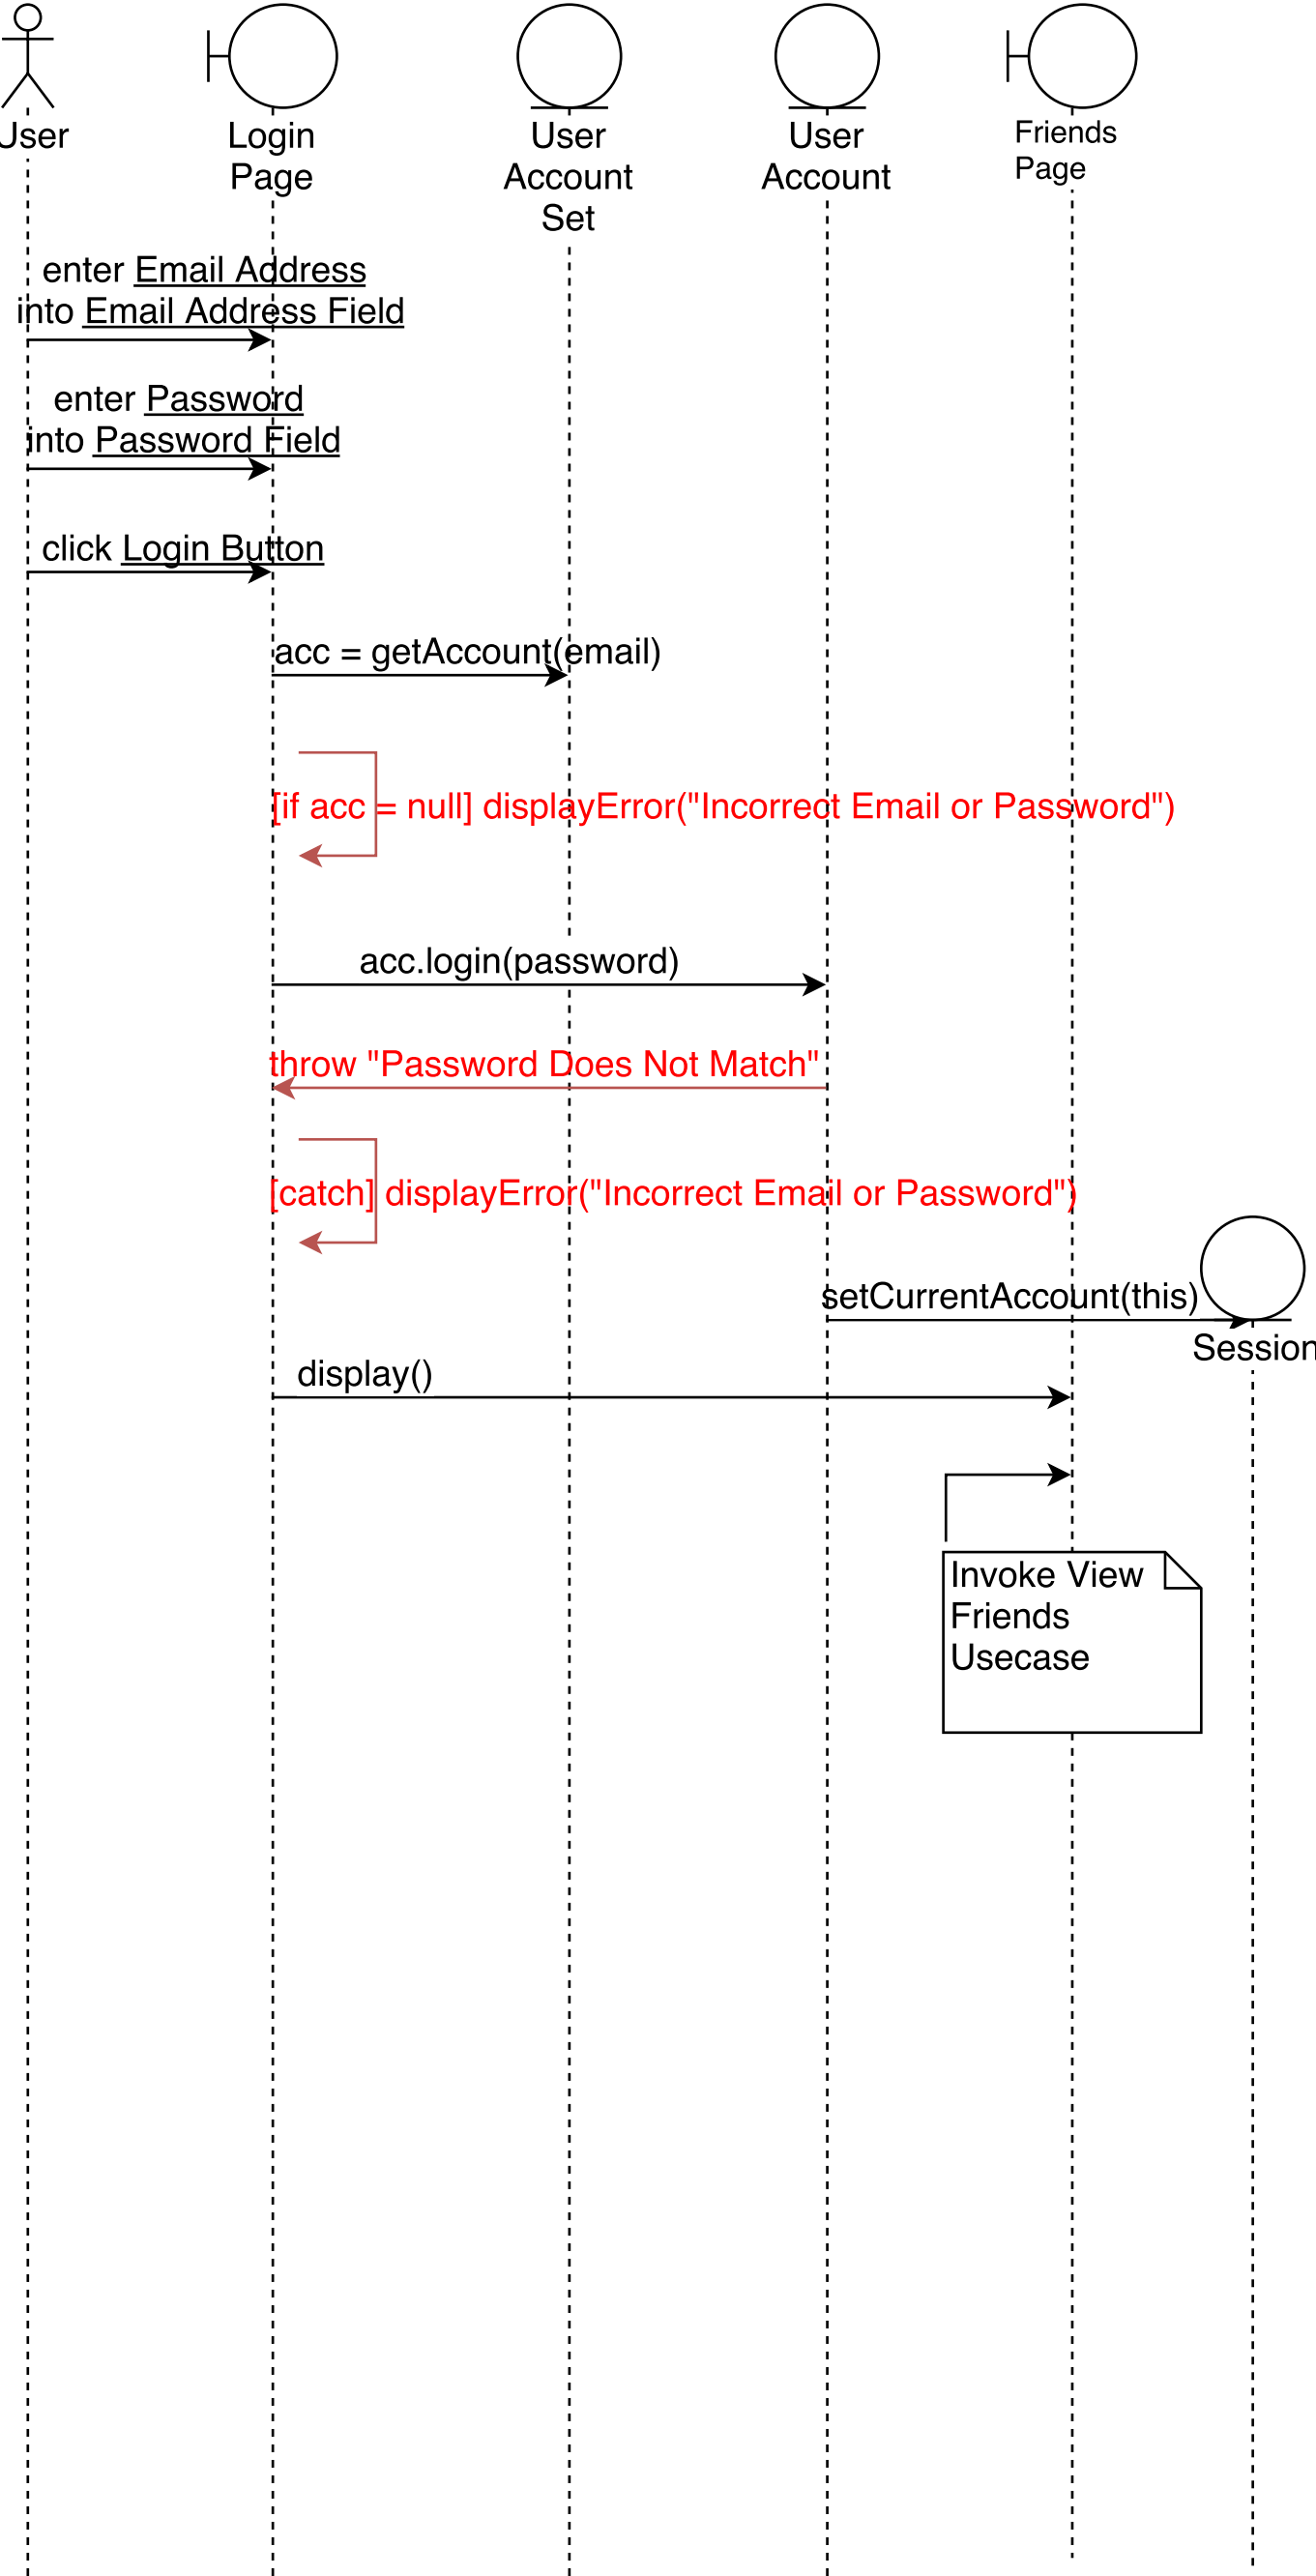 User
Login
Page
User
Account
Set
User
Account
Friends
Page
enter Email Address
into Email Address Field
enter Password
into Password Field
click Login Button
acc = getAccount(email)
[if acc = null] displayError("Incorrect Email or Password")
acc.login(password)
throw "Password Does Not Match"
[catch] displayError("Incorrect Email or Password")
setCurrentAccount(this)
Session
display()
Invoke View
Friends
Usecase